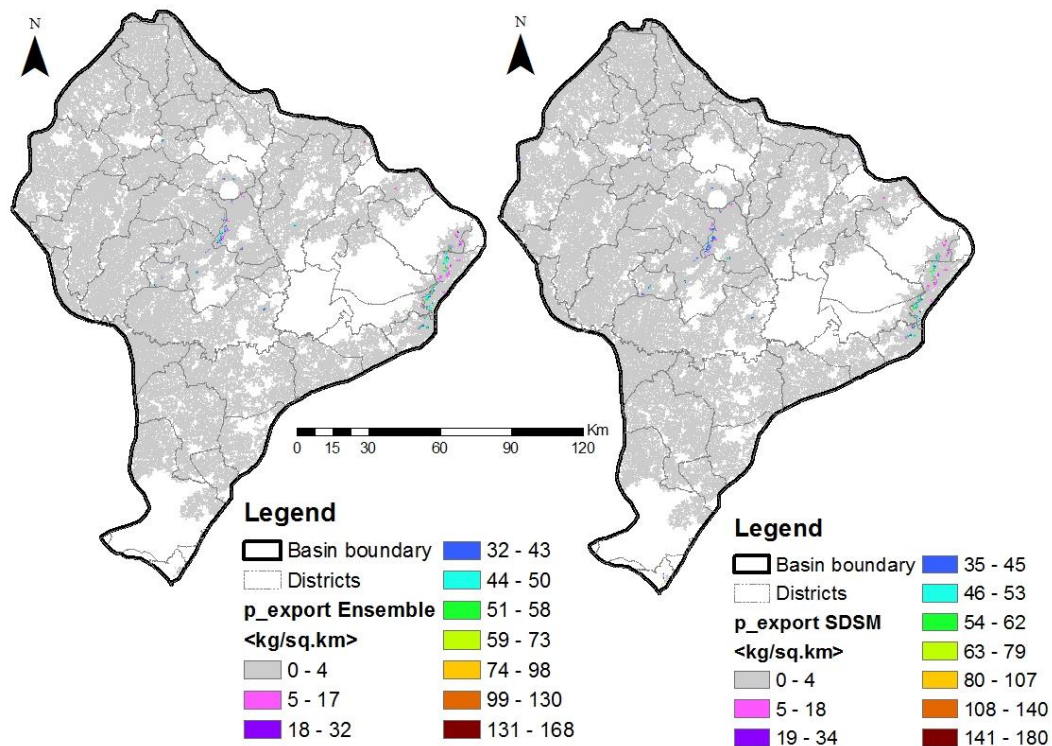 N
N
Km
0 15 30 60 90 120
Legend
Basin boundary
Districts
p_export Ensemble
<kg/sq.km>
0 - 4
5 - 17
18 - 32
32 - 43
44 - 50
51 - 58
59 - 73
74 - 98
99 - 130
131 - 168
Legend
Basin boundary
Districts
p_export SDSM
<kg/sq.km>
0 - 4
5 - 18
19 - 34
35 - 45
46 - 53
54 - 62
63 - 79
80 - 107
108 - 140
141 - 180